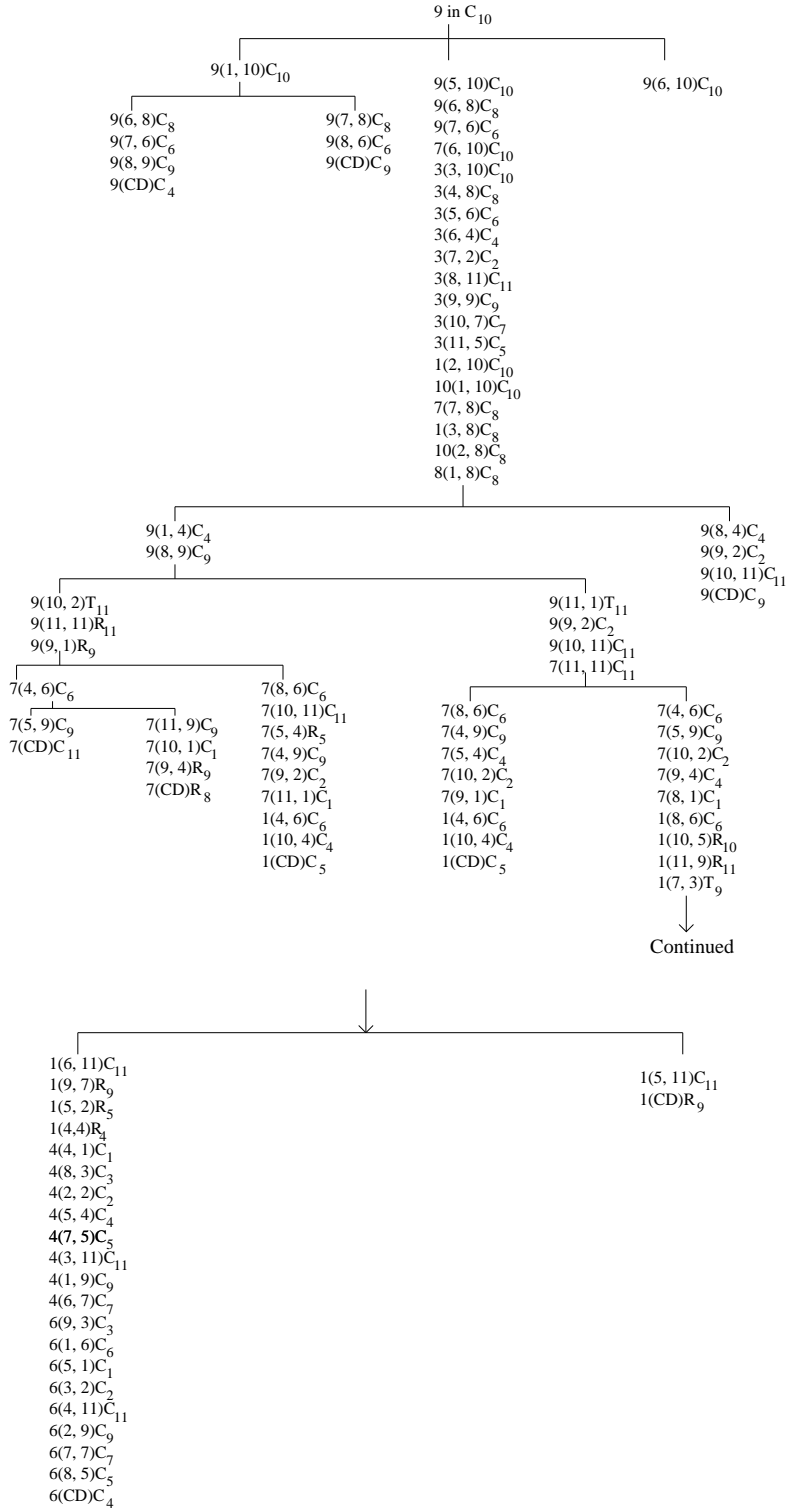 9 in C10
9(1, 10)C10
9(6, 8)C8
9(7, 6)C6
9(8, 9)C9
9(CD)C4
9(7, 8)C8
9(8, 6)C6
9(CD)C9
9(5, 10)C10
9(6, 8)C8
9(7, 6)C6
7(6, 10)C10
3(3, 10)C10
3(4, 8)C8
3(5, 6)C6
3(6, 4)C4
3(7, 2)C2
3(8, 11)C11
3(9, 9)C9
3(10, 7)C7
3(11, 5)C5
1(2, 10)C10
10(1, 10)C10
7(7, 8)C8
1(3, 8)C8
10(2, 8)C8
8(1, 8)C8
9(6, 10)C10
9(1, 4)C4
9(8, 9)C9
9(10, 2)T11
9(11, 11)R11
9(9, 1)R9
7(4, 6)C6
7(5, 9)C9
7(CD)C11
7(11, 9)C9
7(10, 1)C1
7(9, 4)R9
7(CD)R8
7(8, 6)C6
7(10, 11)C11
7(5, 4)R5
7(4, 9)C9
7(9, 2)C2
7(11, 1)C1
1(4, 6)C6
1(10, 4)C4
1(CD)C5
9(11, 1)T11
9(9, 2)C2
9(10, 11)C11
7(11, 11)C11
7(8, 6)C6
7(4, 9)C9
7(5, 4)C4
7(10, 2)C2
7(9, 1)C1
1(4, 6)C6
1(10, 4)C4
1(CD)C5
7(4, 6)C6
7(5, 9)C9
7(10, 2)C2
7(9, 4)C4
7(8, 1)C1
1(8, 6)C6
1(10, 5)R10
1(11, 9)R11
1(7, 3)T9
Continued
9(8, 4)C4
9(9, 2)C2
9(10, 11)C11
9(CD)C9
1(6, 11)C11
1(9, 7)R9
1(5, 2)R5
1(4,4)R4
4(4, 1)C1
4(8, 3)C3
4(2, 2)C2
4(5, 4)C4
4(7, 5)C5
4(3, 11)C11
4(1, 9)C9
4(6, 7)C7
6(9, 3)C3
6(1, 6)C6
6(5, 1)C1
6(3, 2)C2
6(4, 11)C11
6(2, 9)C9
6(7, 7)C7
6(8, 5)C5
6(CD)C4
1(5, 11)C11
1(CD)R9